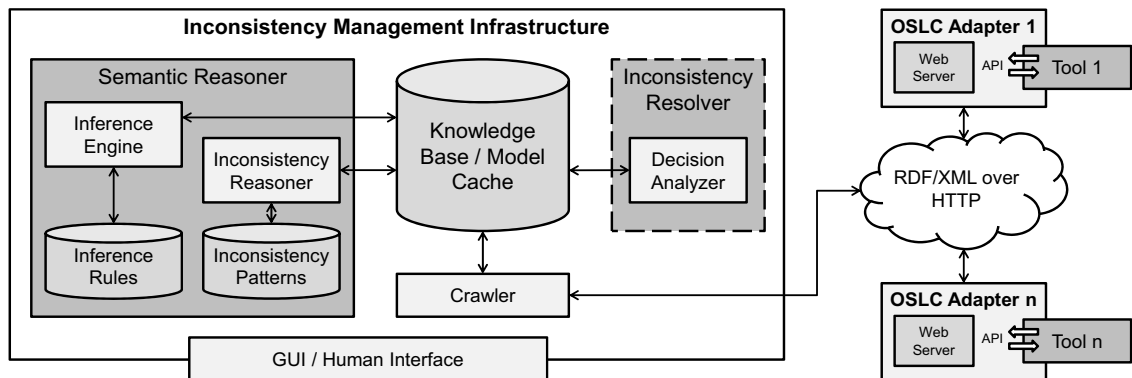 Inconsistency Management Infrastructure
Semantic Reasoner
Inference
Engine
Inconsistency
Reasoner
Inference
Rules
Inconsistency
Patterns
Knowledge
Base / Model
Cache
Crawler
Inconsistency
Resolver
Decision
Analyzer
GUI / Human Interface
OSLC Adapter 1
Web
Server
API
Tool 1
RDF/XML over
HTTP
OSLC Adapter n
Web
Server
API
Tool n